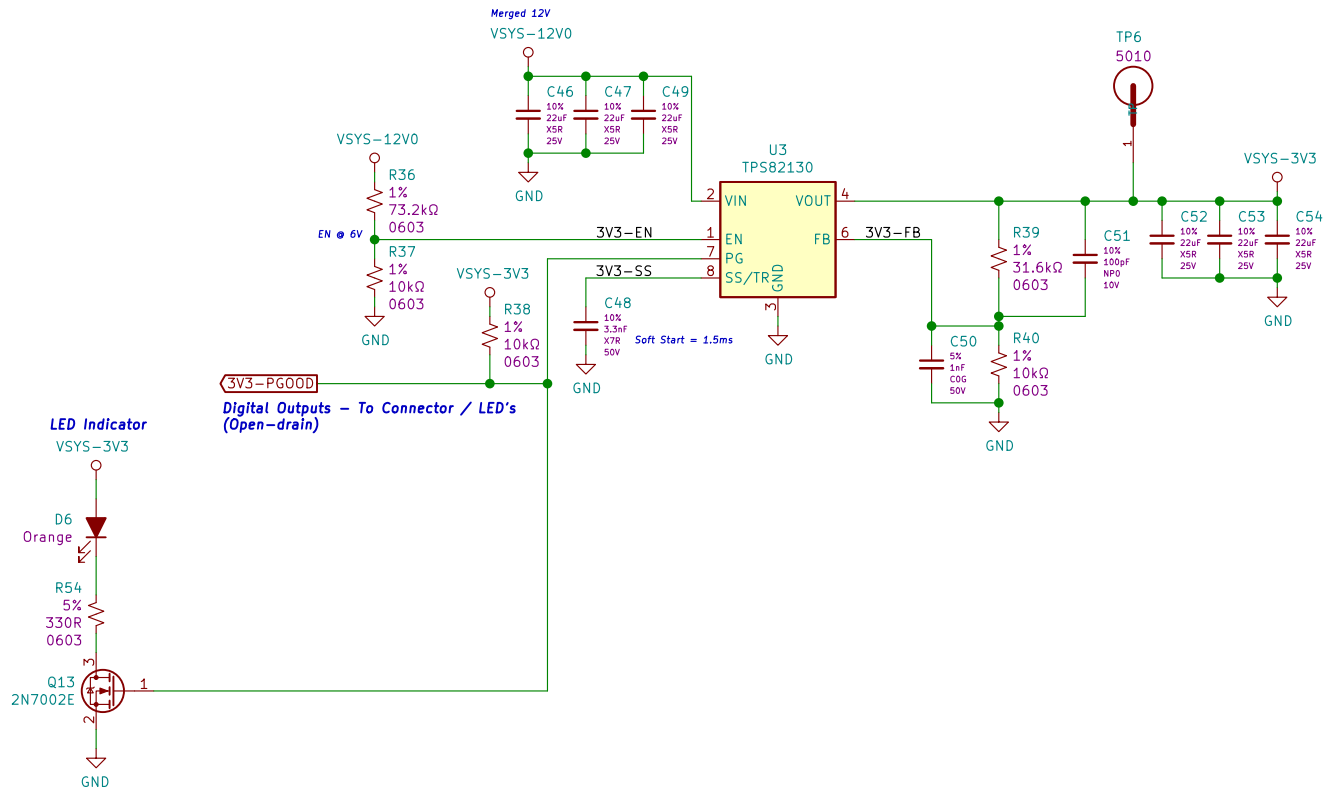 Merged 12V
VSYS-12V0
C46
10%
22uF
X5R
25V
C47
10%
22uF
X5R
25V
C49
10%
22uF
X5R
25V
GND
TP6
5010
1
VSYS-12V0
R36
1%
73.2kΩ
0603
EN @ 6V
R37
1%
10kΩ
0603
GND
U3
TPS82130
2
VIN
VOUT
4
3V3-EN
1
EN
FB
6
3V3-FB
7
PG
3V3-SS
8
SS/TR
GND
3
GND
VSYS-3V3
R38
1%
10kΩ
0603
C48
10%
3.3nF
X7R
50V
Soft Start = 1.5ms
GND
R39
1%
31.6kΩ
0603
C51
10%
100pF
NP0
10V
VSYS-3V3
C52
10%
22uF
X5R
25V
C53
10%
22uF
X5R
25V
C54
10%
22uF
X5R
25V
GND
C50
5%
1nF
C0G
50V
R40
1%
10kΩ
0603
GND
3V3-PGOOD
Digital Outputs - To Connector / LED's
(Open-drain)
LED Indicator
VSYS-3V3
D6
Orange
R54
5%
330R
0603
3
Q13
2N7002E
1
2
GND